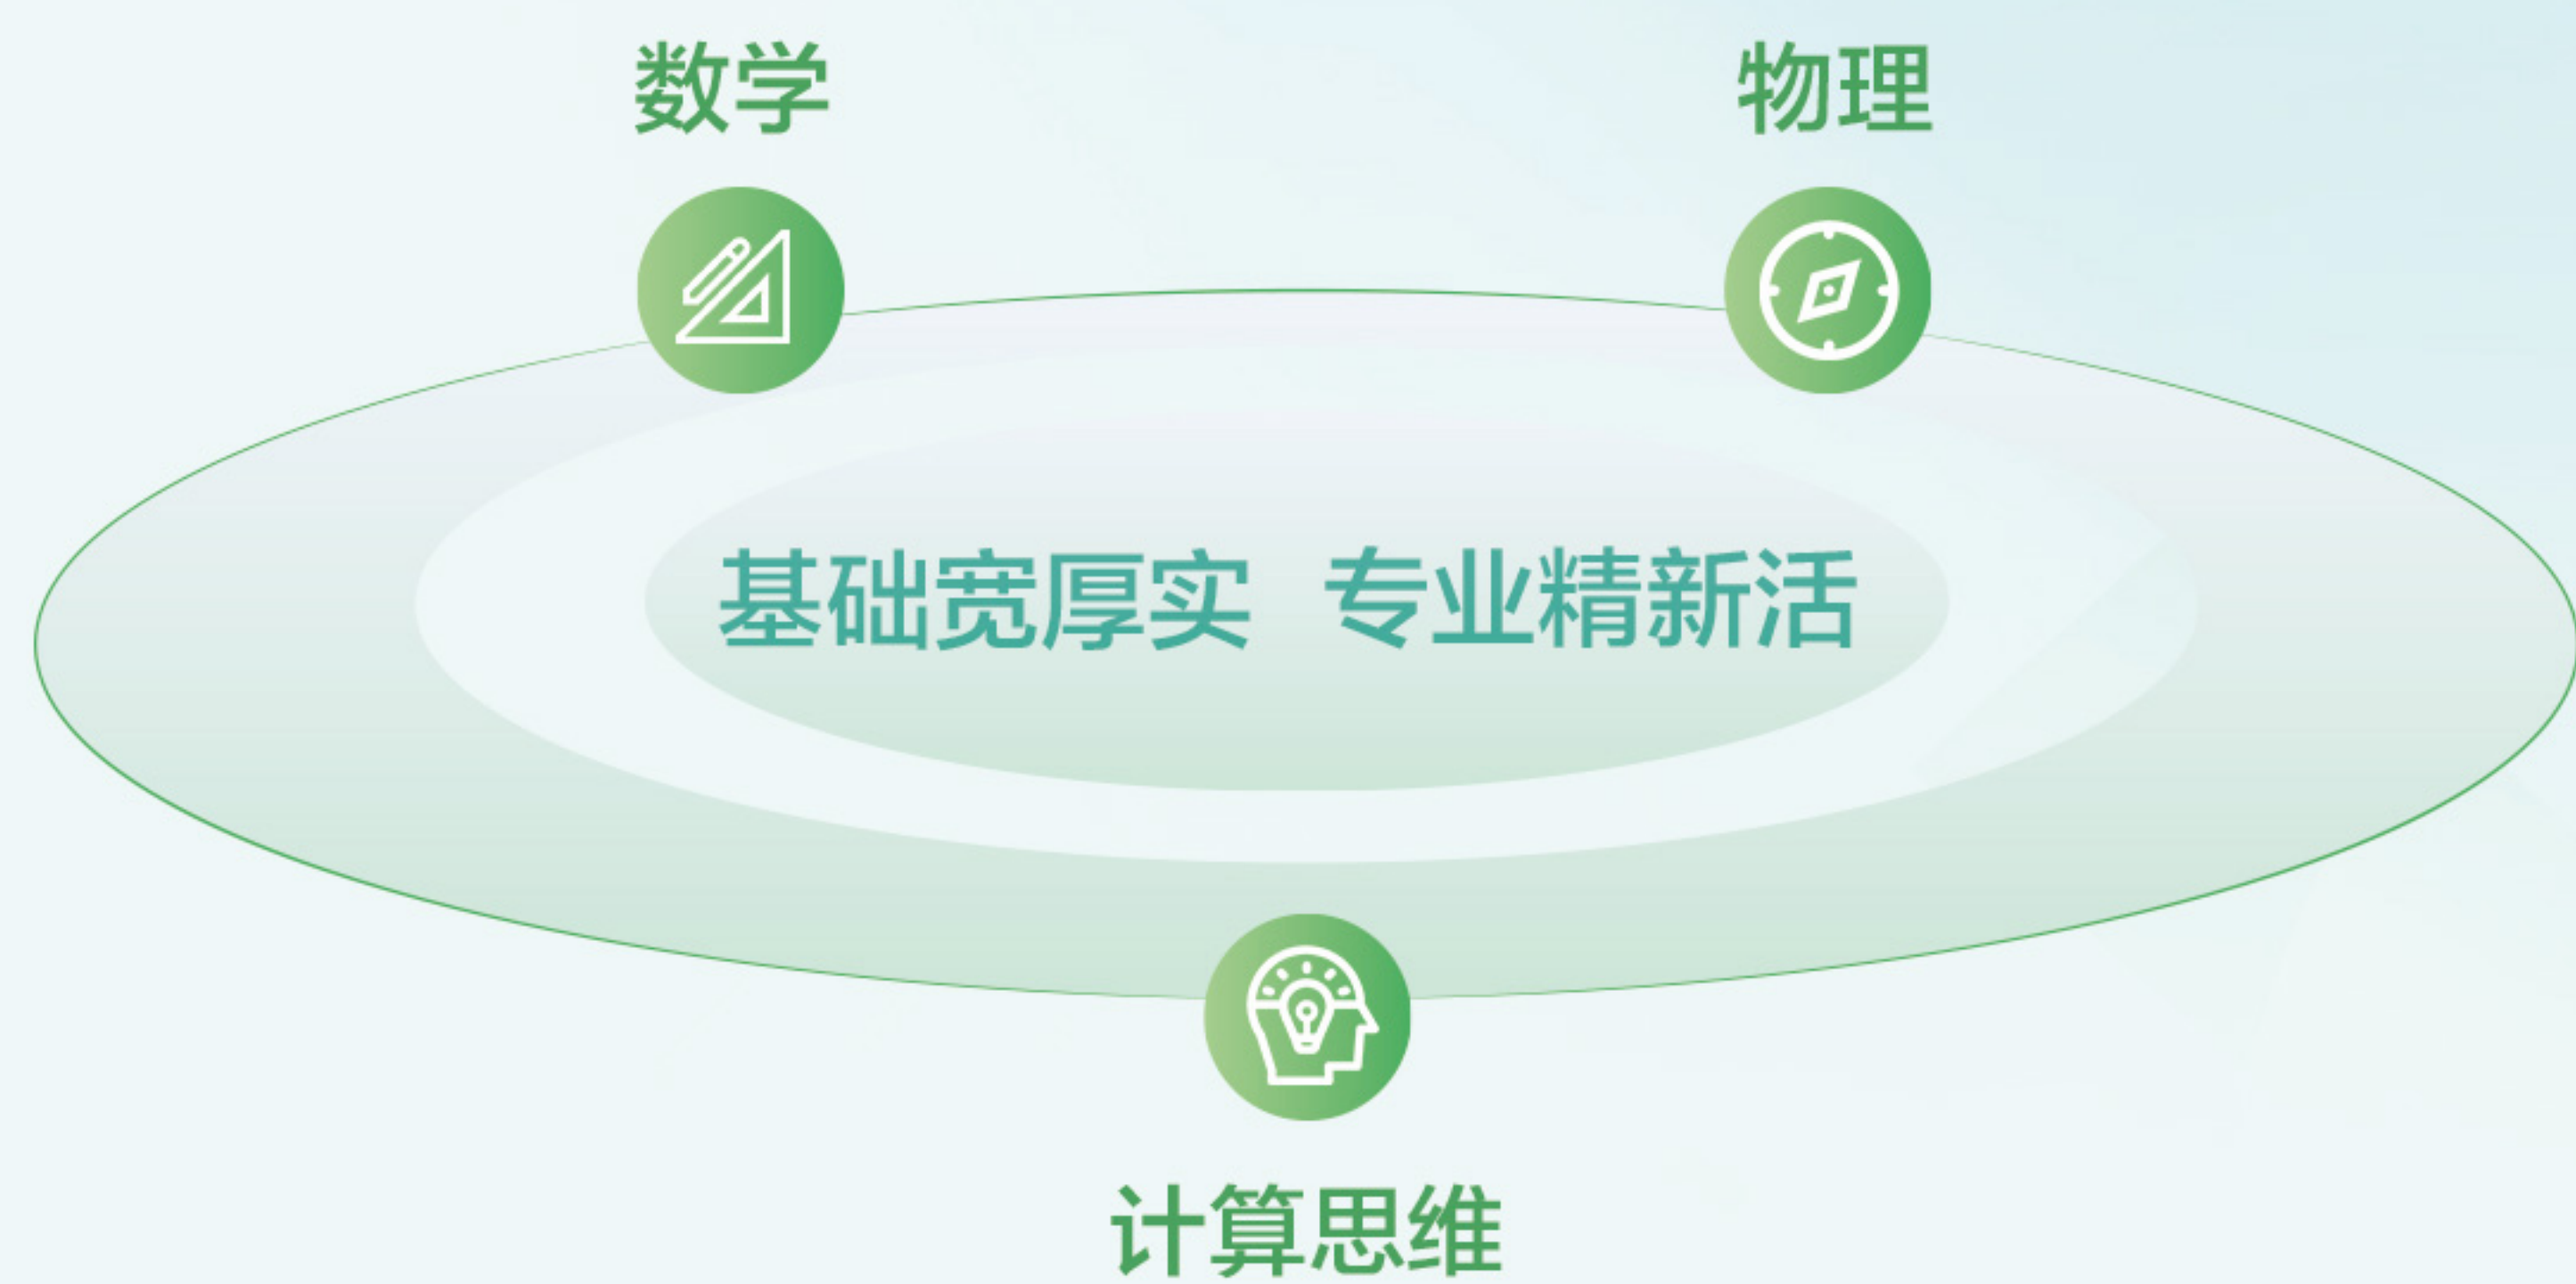 数学
物理
基础宽厚实 专业精新活
计算思维